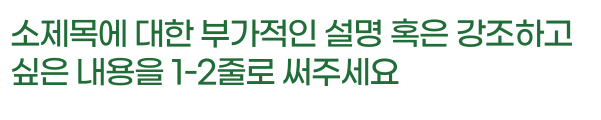 소제목에 대한 부가적인 설명 혹은 강조하고
싶은 내용을 1-2줄로 써주세요